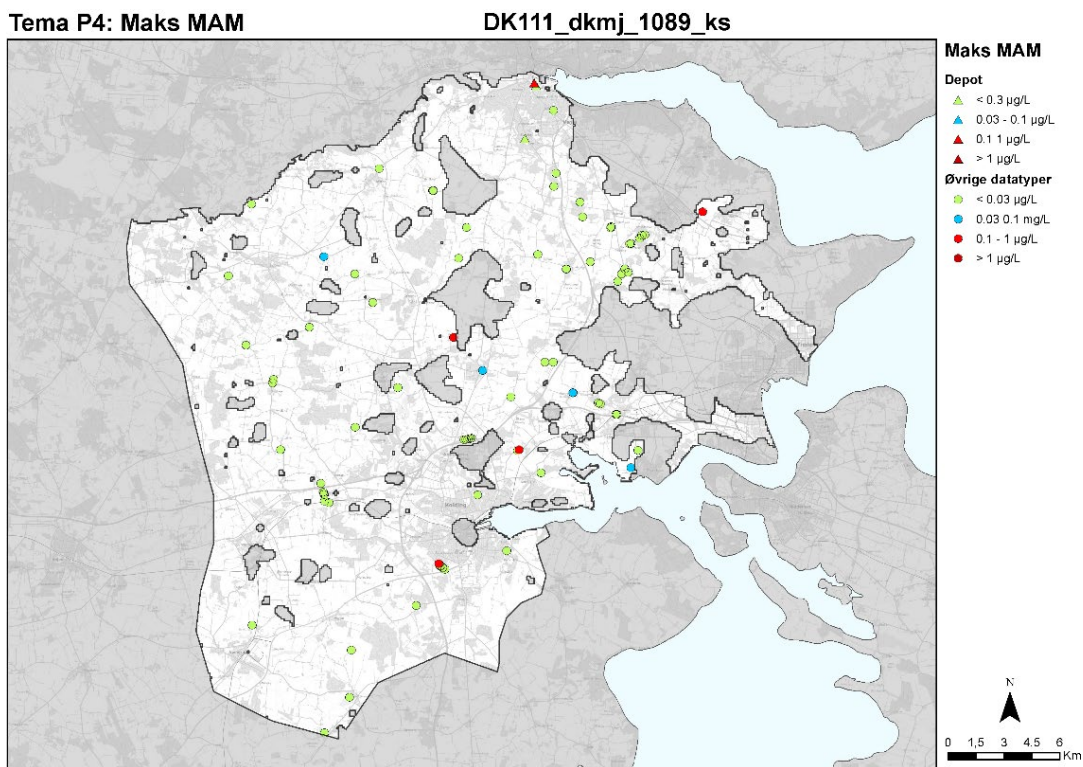 Tema P4: Maks MAM
DK111_dkmj_1089_ks
Maks MAM
Depot
< 0.3 µg/L
0.03 - 0.1 µg/L
0.1 1 µg/L
> 1 µg/L
Øvrige datatyper
< 0.03 µg/L
0.03 0.1 mg/L
0.1 - 1 µg/L
> 1 µg/L
N
0 1,5 3 4.5 6
Km
Kolding